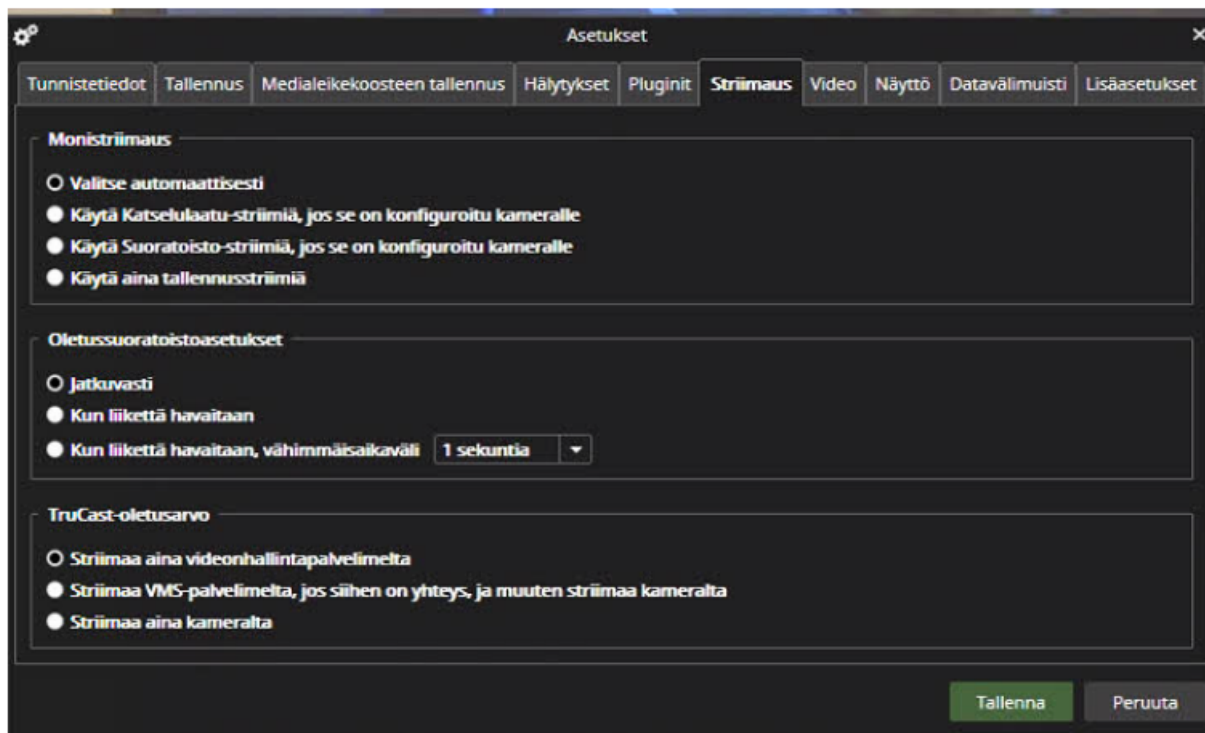 Asetukset
Tunnistetiedot Tallennus Medialeikekoosteen tallennus Hälytykset Pluginit Striimaus Video Näyttö Datavälimuisti Lisäasetukset
Monistriimaus
Valitse automaattisesti
Käytä Katselulaatu-striimiä, jos se on konfiguroitu kameralle
Käytä Suoratoisto-striimiä, jos se on konfiguroitu kameralle
Käytä aina tallennusstriimiä
Oletussuoratoistoasetukset
Jatkuvasti
Kun liikettä havaitaan
Kun liikettä havaitaan, vähimmäisaikaväli 1 sekuntia
TruCast-oletusarvo
Striimaa aina videonhallintapalvelimelta
Striimaa VMS-palvelimelta, jos siihen on yhteys, ja muuten striimaa kameralta
Striimaa aina kameralta
Tallenna Peruuta